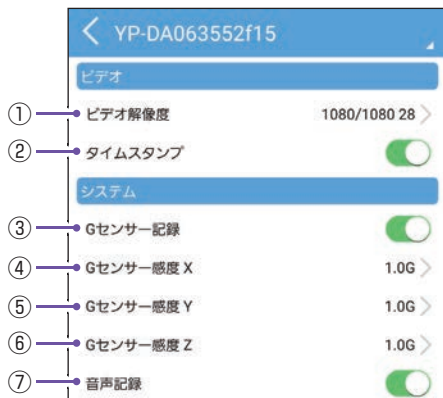 YP-DA063552f15
ビデオ
① ビデオ解像度 1080/1080 28
② タイムスタンプ
システム
③ Gセンサー記録
④ Gセンサー感度 X 1.0G
⑤ Gセンサー感度 Y 1.0G
⑥ Gセンサー感度 Z 1.0G
⑦ 音声記録